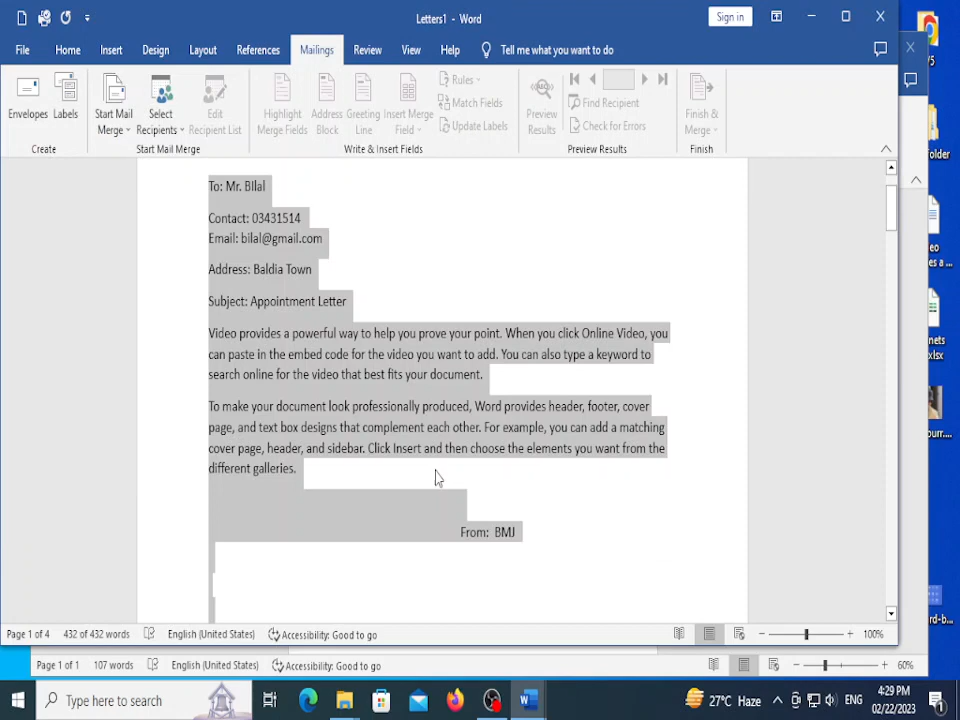 Letters1 - Word
Sign in
File Home Insert Design Layout References Mailings Review View Help Tell me what you want to do
Envelopes Labels
Create
Start Mail Merge
Select Recipients
Edit Recipient List
Start Mail Merge
Highlight Merge Fields
Address Block
Greeting Line
Insert Merge Field
Rules
Match Fields
Update Labels
Write & Insert Fields
Preview Results
Find Recipient
Check for Errors
Preview Results
Finish & Merge
Finish
To: Mr. BIlal
Contact: 03431514
Email: bilal@gmail.com
Address: Baldia Town
Subject: Appointment Letter
Video provides a powerful way to help you prove your point. When you click Online Video, you
can paste in the embed code for the video you want to add. You can also type a keyword to
search online for the video that best fits your document.
To make your document look professionally produced, Word provides header, footer, cover
page, and text box designs that complement each other. For example, you can add a matching
cover page, header, and sidebar. Click Insert and then choose the elements you want from the
different galleries.
From: BMJ
Page 1 of 4 432 of 432 words English (United States) Accessibility: Good to go 100%
Page 1 of 1 107 words English (United States) Accessibility: Good to go 60%
Type here to search
27°C Haze
ENG
4:29 PM
02/22/2023
1